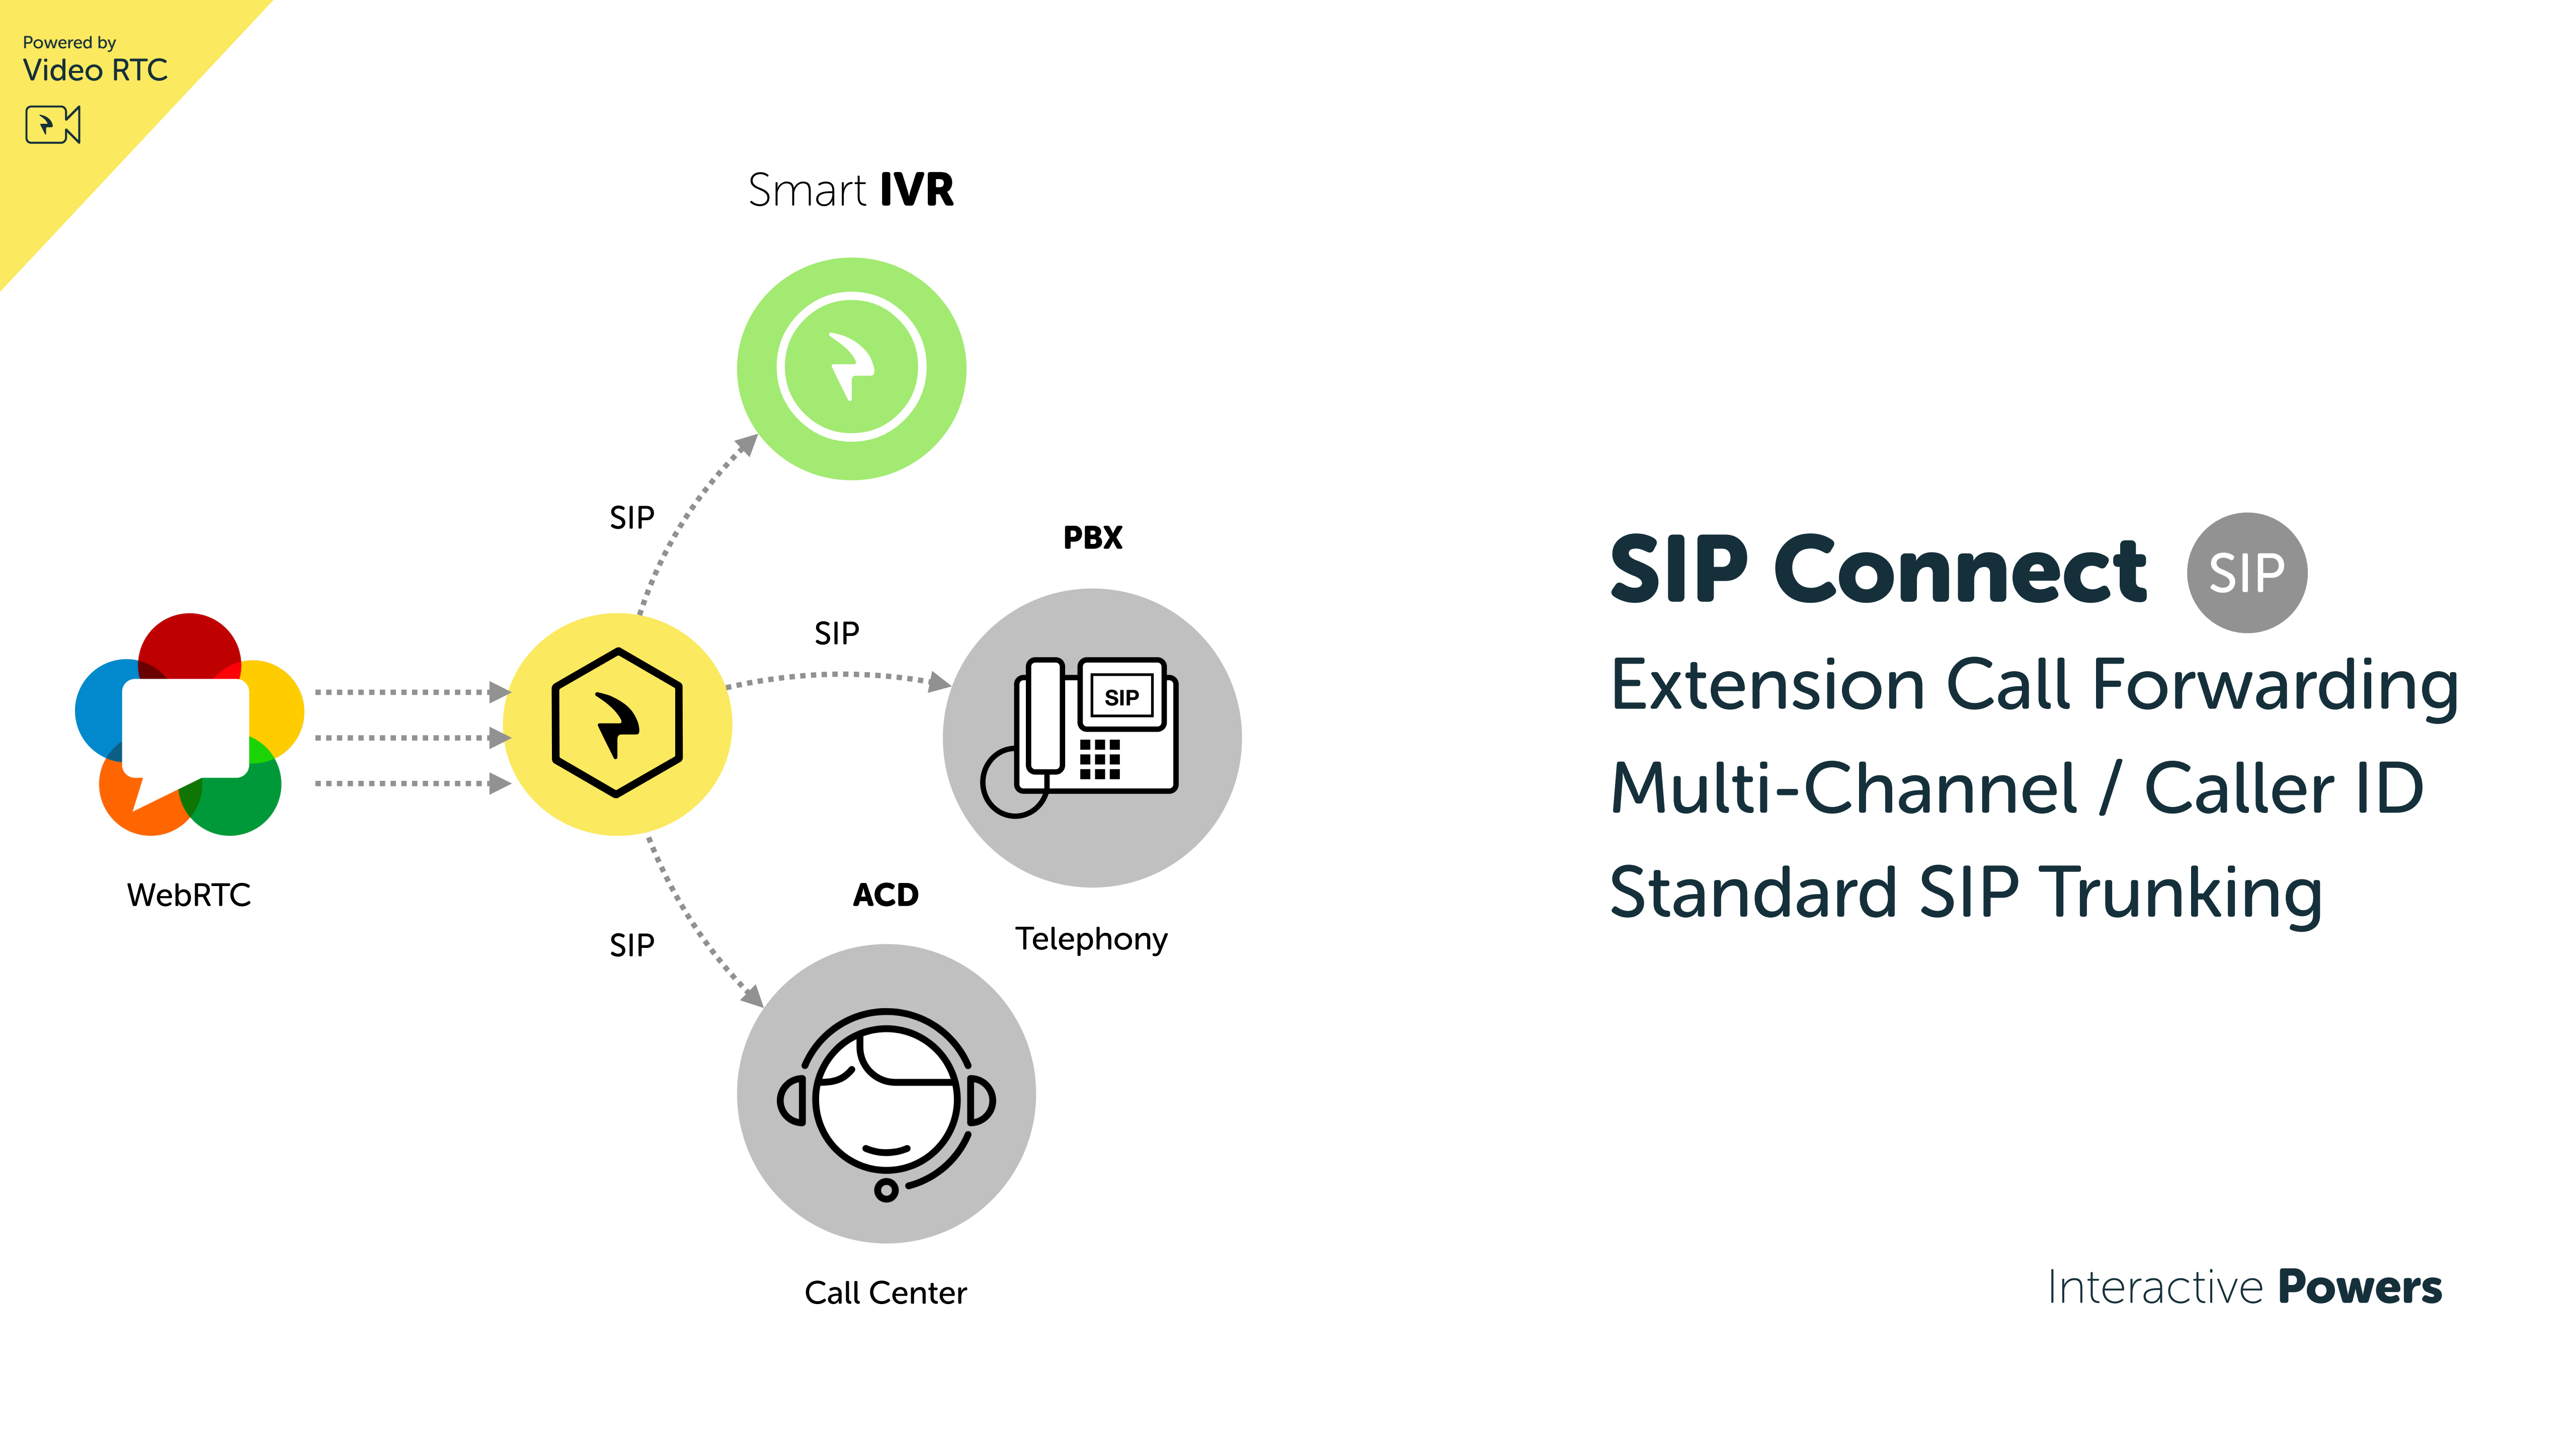 Powered by
Video RTC
Smart IVR
SIP
PBX
SIP
SIP
WebRTC
ACD
SIP
Telephony
Call Center
SIP Connect SIP
Extension Call Forwarding
Multi-Channel / Caller ID
Standard SIP Trunking
Interactive Powers